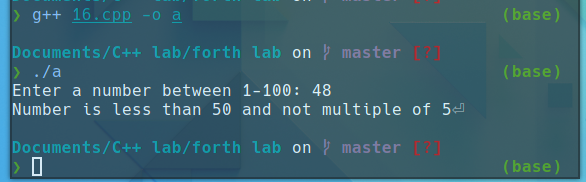 ❯ g++ 16.cpp -o a (base)
Documents/C++ lab/forth lab on master [?]
❯ ./a (base)
Enter a number between 1-100: 48
Number is less than 50 and not multiple of 5⏎
Documents/C++ lab/forth lab on master [?]
❯ (base)